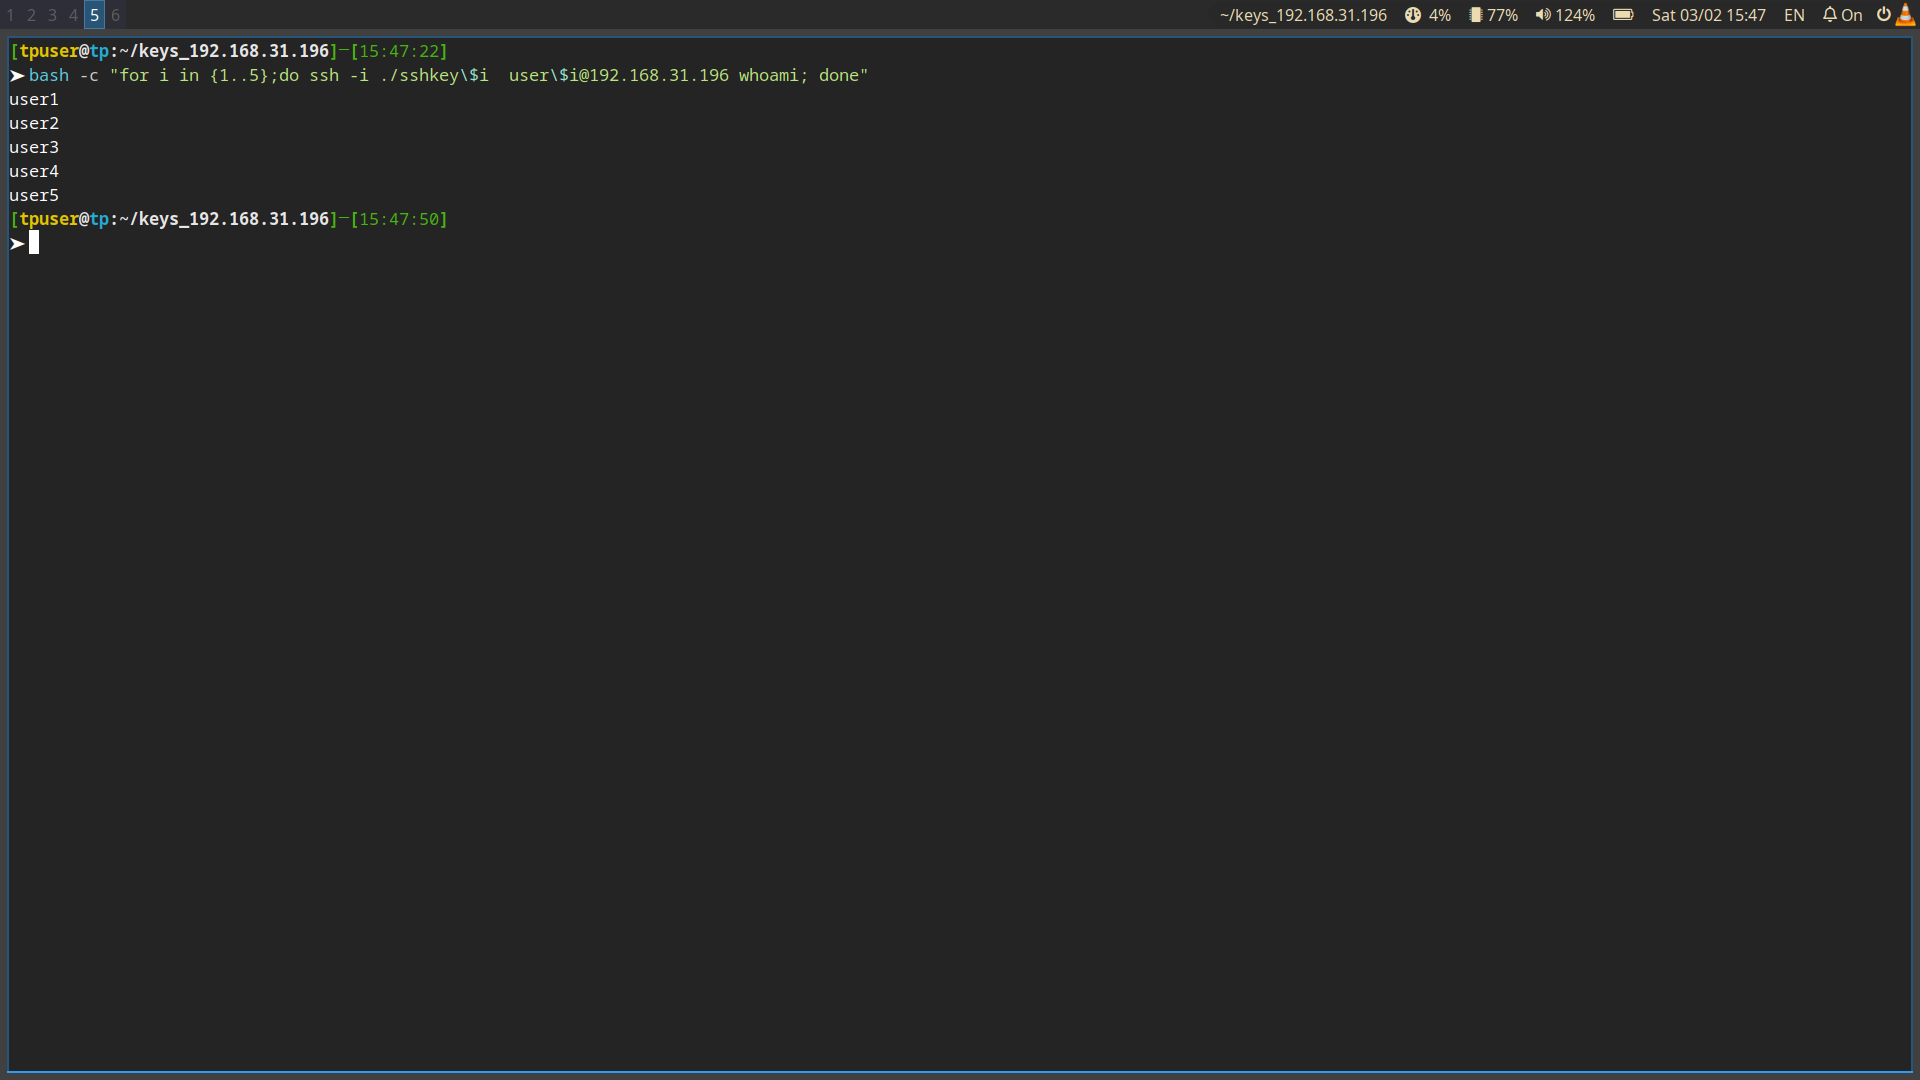 1 2 3 4 5 6 ~/keys_192.168.31.196 4% 77% 124% Sat 03/02 15:47 EN On
[tpuser@tp:~/keys_192.168.31.196]─[15:47:22]
➤ bash -c "for i in {1..5};do ssh -i ./sshkey\$i  user\$i@192.168.31.196 whoami; done"
user1
user2
user3
user4
user5
[tpuser@tp:~/keys_192.168.31.196]─[15:47:50]
➤